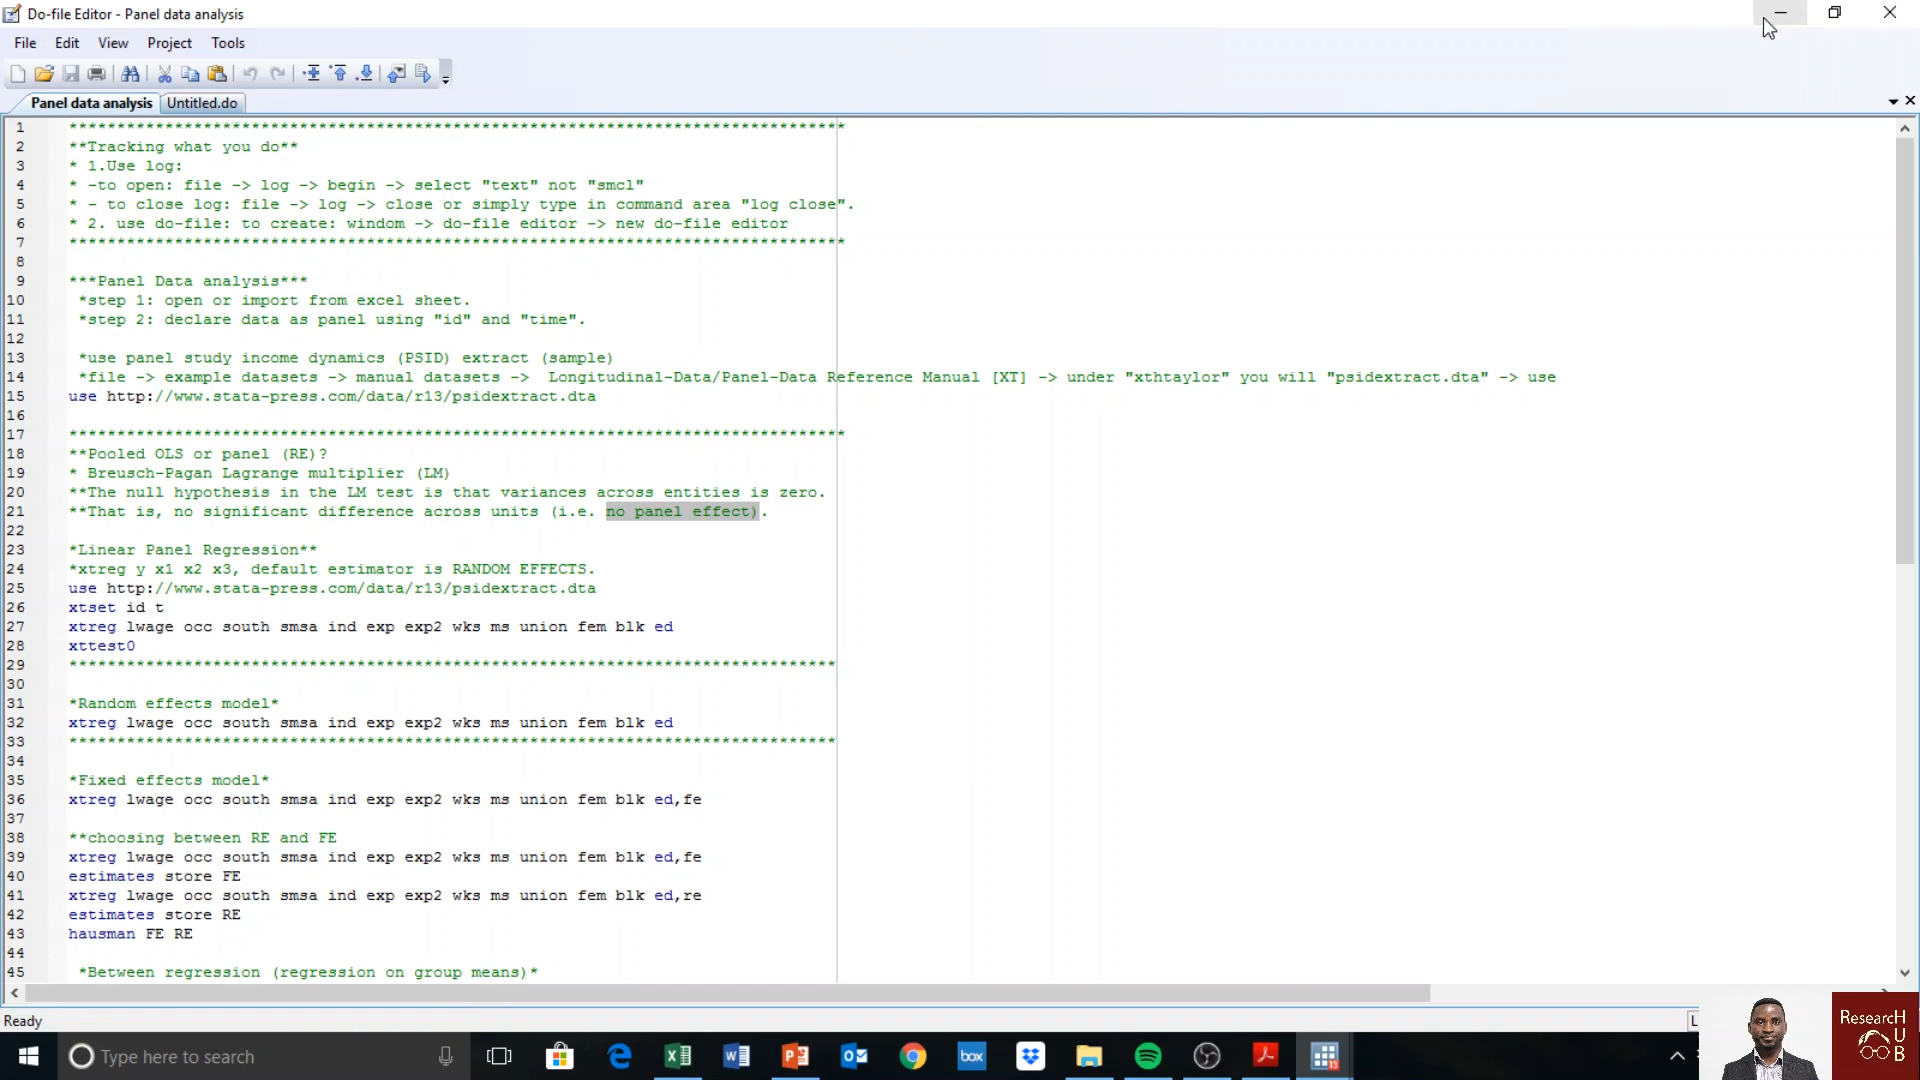 Do-file Editor - Panel data analysis
File Edit View Project Tools
Panel data analysis Untitled.do
1 *********************************************************************************
2 **Tracking what you do**
3 * 1.Use log:
4 * -to open: file -> log -> begin -> select "text" not "smcl"
5 * - to close log: file -> log -> close or simply type in command area "log close".
6 * 2. use do-file: to create: windom -> do-file editor -> new do-file editor
7 *********************************************************************************
8
9 ***Panel Data analysis***
10 *step 1: open or import from excel sheet.
11 *step 2: declare data as panel using "id" and "time".
12
13 *use panel study income dynamics (PSID) extract (sample)
14 *file -> example datasets -> manual datasets -> Longitudinal-Data/Panel-Data Reference Manual [XT] -> under "xthtaylor" you will "psidextract.dta" -> use
15 use http://www.stata-press.com/data/r13/psidextract.dta
16
17 *********************************************************************************
18 **Pooled OLS or panel (RE)?
19 * Breusch-Pagan Lagrange multiplier (LM)
20 **The null hypothesis in the LM test is that variances across entities is zero.
21 **That is, no significant difference across units (i.e. no panel effect).
22
23 *Linear Panel Regression**
24 *xtreg y x1 x2 x3, default estimator is RANDOM EFFECTS.
25 use http://www.stata-press.com/data/r13/psidextract.dta
26 xtset id t
27 xtreg lwage occ south smsa ind exp exp2 wks ms union fem blk ed
28 xttest0
29 ********************************************************************************
30
31 *Random effects model*
32 xtreg lwage occ south smsa ind exp exp2 wks ms union fem blk ed
33 ********************************************************************************
34
35 *Fixed effects model*
36 xtreg lwage occ south smsa ind exp exp2 wks ms union fem blk ed,fe
37
38 **choosing between RE and FE
39 xtreg lwage occ south smsa ind exp exp2 wks ms union fem blk ed,fe
40 estimates store FE
41 xtreg lwage occ south smsa ind exp exp2 wks ms union fem blk ed,re
42 estimates store RE
43 hausman FE RE
44
45 *Between regression (regression on group means)*
Ready
L
Type here to search
box
13
ResearcHUB